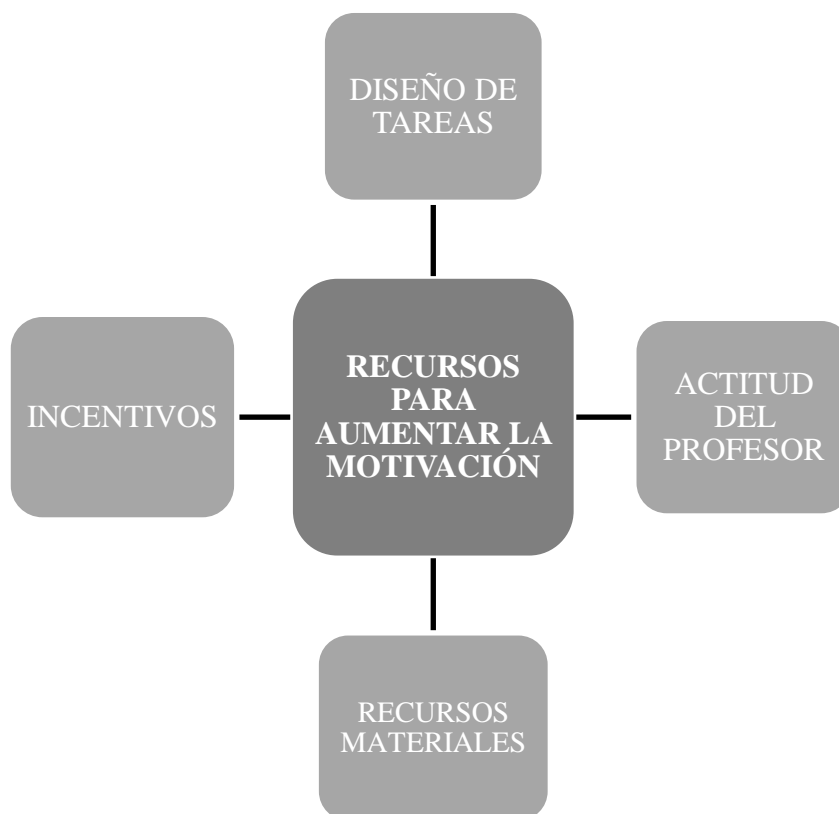 DISEÑO DE
TAREAS
INCENTIVOS
RECURSOS
PARA
AUMENTAR LA
MOTIVACIÓN
ACTITUD
DEL
PROFESOR
RECURSOS
MATERIALES